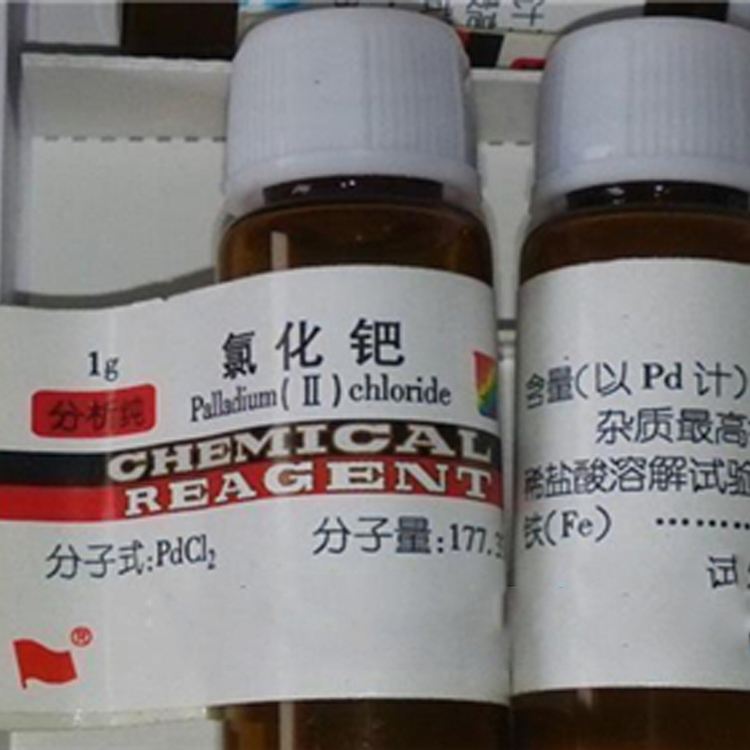 1g
分析纯
氯化钯
Palladium(Ⅱ)chloride
CHEMICAL
REAGENT
分子式:PdCl₂
分子量:177.3
®
含量(以Pd计)
杂质最高
稀盐酸溶解试验
铁(Fe)………
试